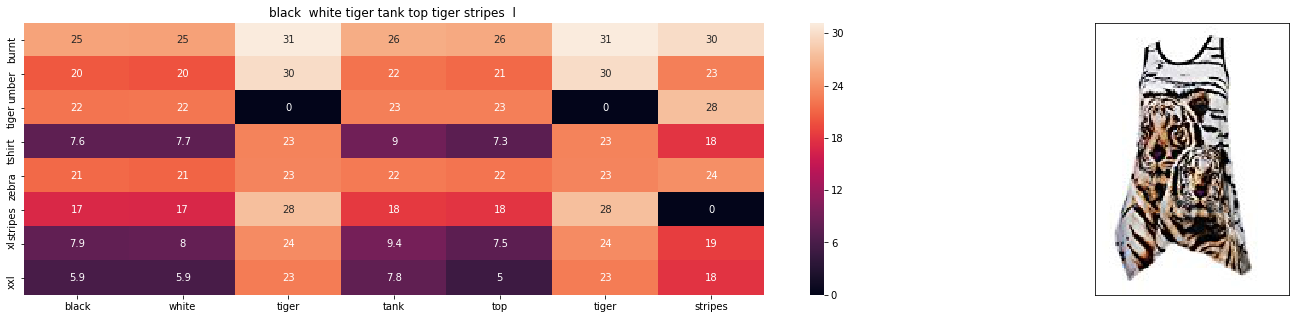 black  white tiger tank top tiger stripes  l
burnt 25 25 31 26 26 31 30
umber 20 20 30 22 21 30 23
tiger 22 22 0 23 23 0 28
tshirt 7.6 7.7 23 9 7.3 23 18
zebra 21 21 23 22 22 23 24
stripes 17 17 28 18 18 28 0
xl 7.9 8 24 9.4 7.5 24 19
xxl 5.9 5.9 23 7.8 5 23 18
black white tiger tank top tiger stripes
30
24
18
12
6
0